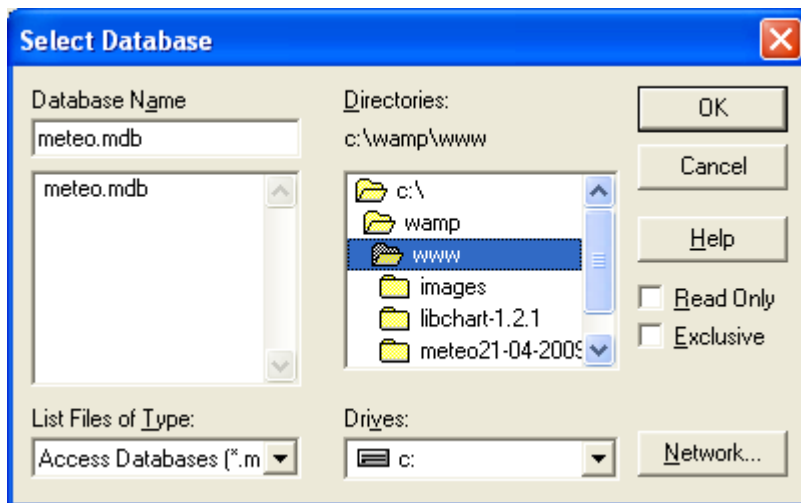 Select Database
Database Name
meteo.mdb
meteo.mdb
List Files of Type:
Access Databases (*.m
Directories:
c:\wamp\www
c:\
wamp
www
images
libchart-1.2.1
meteo21-04-2009
Drives:
c:
OK
Cancel
Help
Read Only
Exclusive
Network...